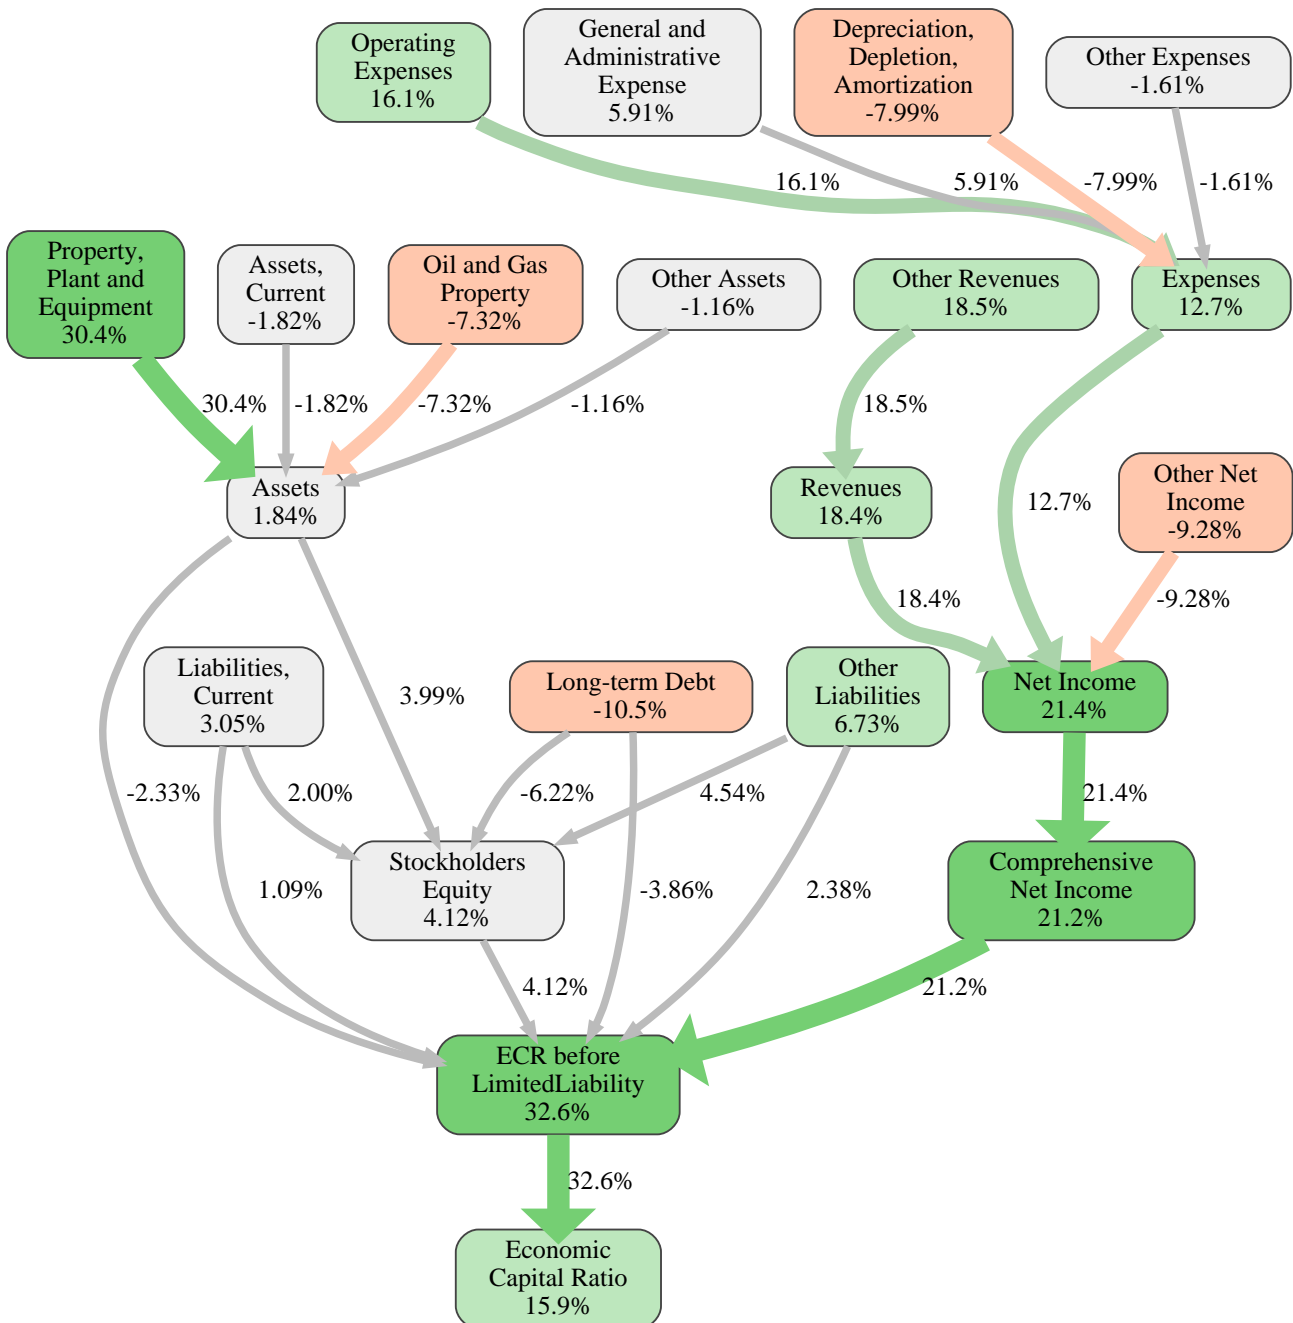 Operating
Expenses
16.1%
General and
Administrative
Expense
5.91%
Depreciation,
Depletion,
Amortization
-7.99%
Other Expenses
-1.61%
16.1%
5.91%
-7.99%
-1.61%
Property,
Plant and
Equipment
30.4%
Assets,
Current
-1.82%
Oil and Gas
Property
-7.32%
Other Assets
-1.16%
Other Revenues
18.5%
Expenses
12.7%
30.4%
-1.82%
-7.32%
-1.16%
18.5%
12.7%
Assets
1.84%
Revenues
18.4%
Other Net
Income
-9.28%
18.4%
-9.28%
3.99%
Liabilities,
Current
3.05%
Long-term Debt
-10.5%
Other
Liabilities
6.73%
Net Income
21.4%
-2.33%
2.00%
-6.22%
4.54%
21.4%
1.09%
Stockholders
Equity
4.12%
-3.86%
2.38%
Comprehensive
Net Income
21.2%
4.12%
21.2%
ECR before
LimitedLiability
32.6%
32.6%
Economic
Capital Ratio
15.9%